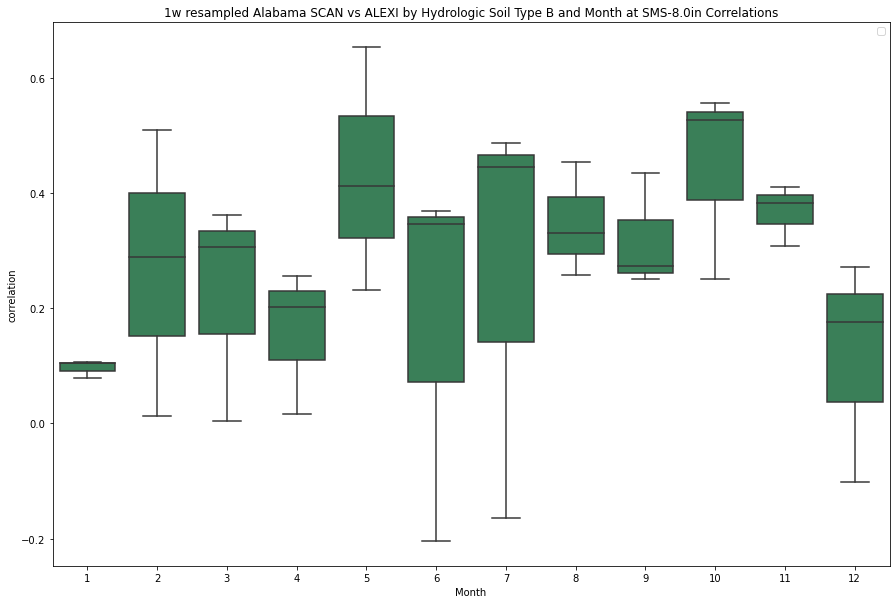 1w resampled Alabama SCAN vs ALEXI by Hydrologic Soil Type B and Month at SMS-8.0in Correlations
0.6
0.4
0.2
0.0
−0.2
correlation
1 2 3 4 5 6 7 8 9 10 11 12
Month